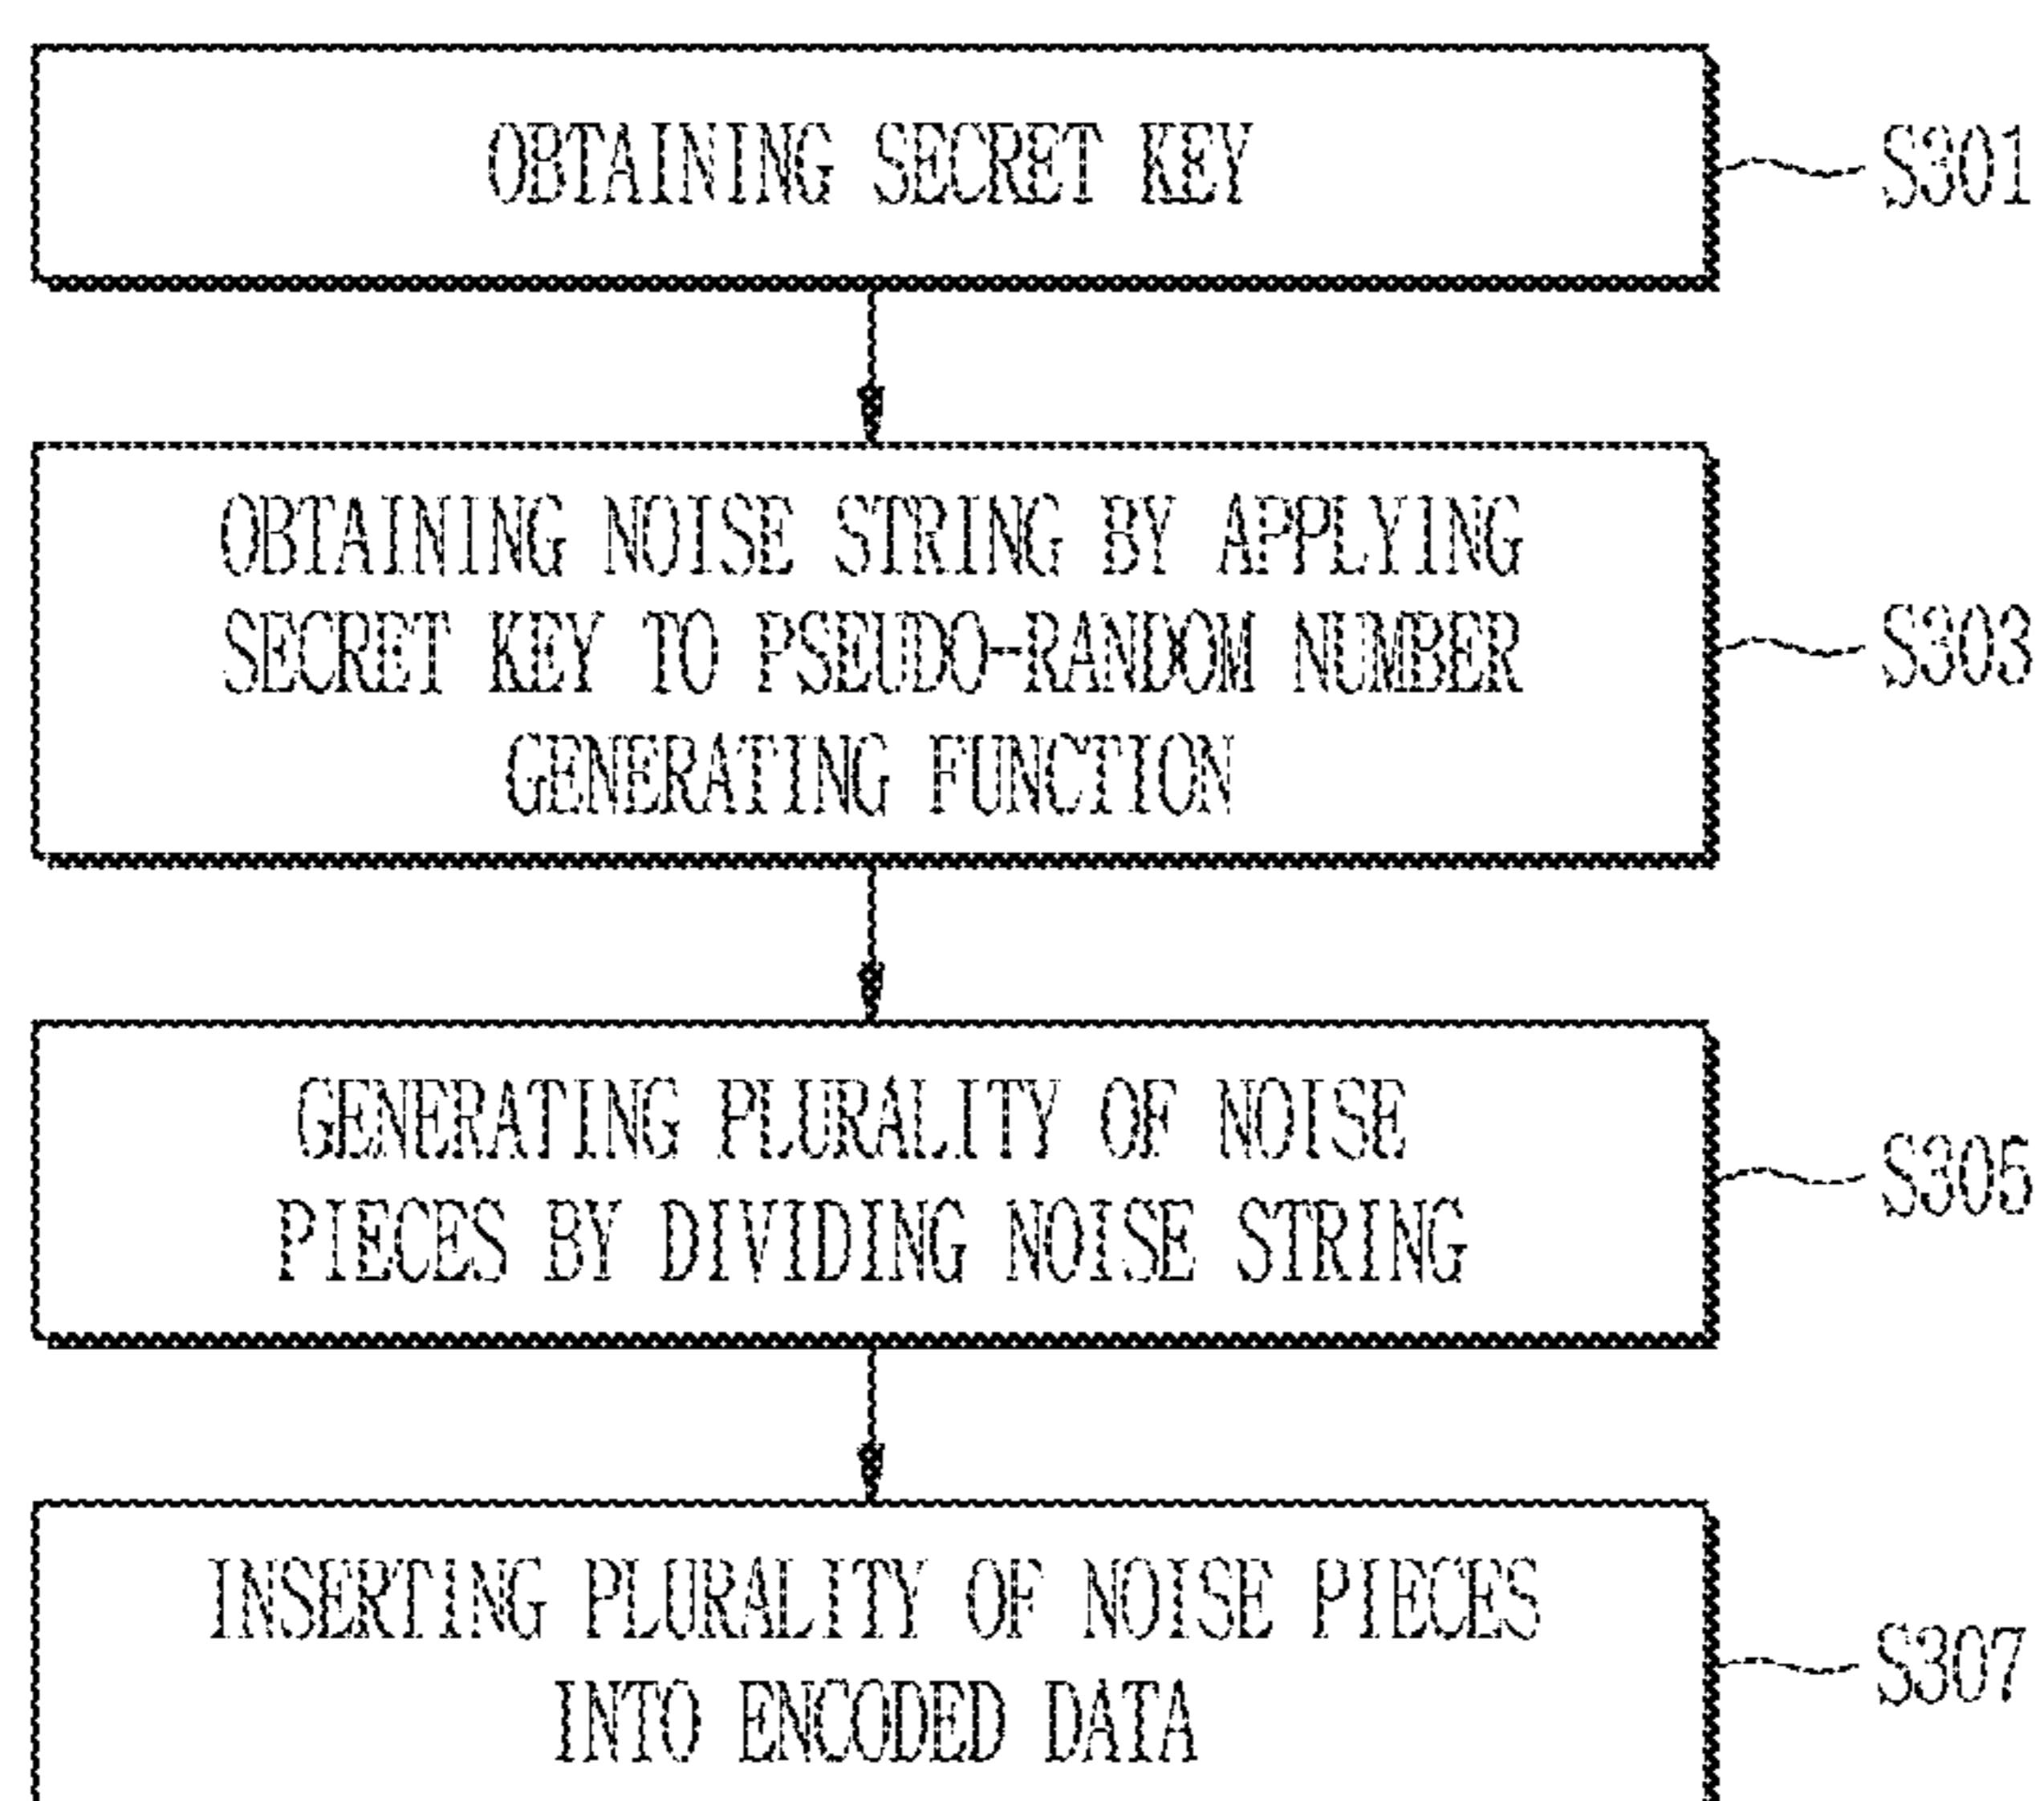 OBTAINING SECRET KEY
S301
OBTAINING NOISE STRING BY APPLYING
SECRET KEY TO PSEUDO-RANDOM NUMBER
GENERATING FUNCTION
S303
GENERATING PLURALITY OF NOISE
PIECES BY DIVIDING NOISE STRING
S305
INSERTING PLURALITY OF NOISE PIECES
INTO ENCODED DATA
S307